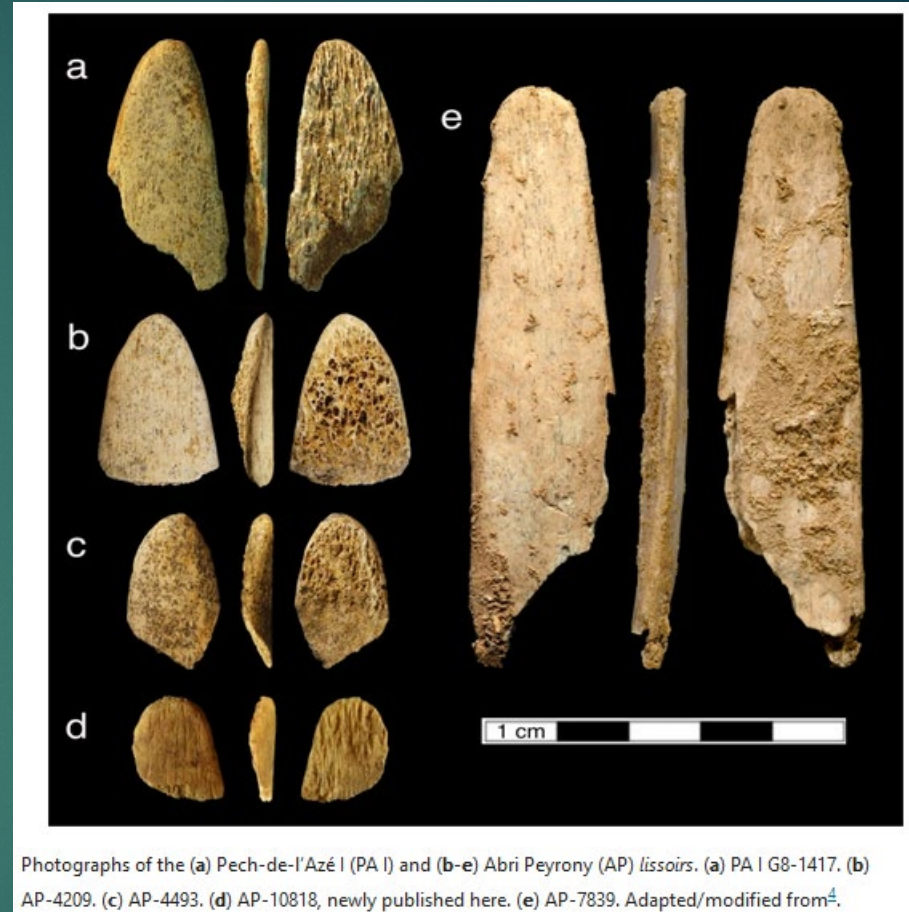 a
b
c
d
e
1 cm
Photographs of the (a) Pech-de-l'Azé I (PA I) and (b-e) Abri Peyrony (AP) lissoirs. (a) PA I G8-1417. (b)
AP-4209. (c) AP-4493. (d) AP-10818, newly published here. (e) AP-7839. Adapted/modified from4.